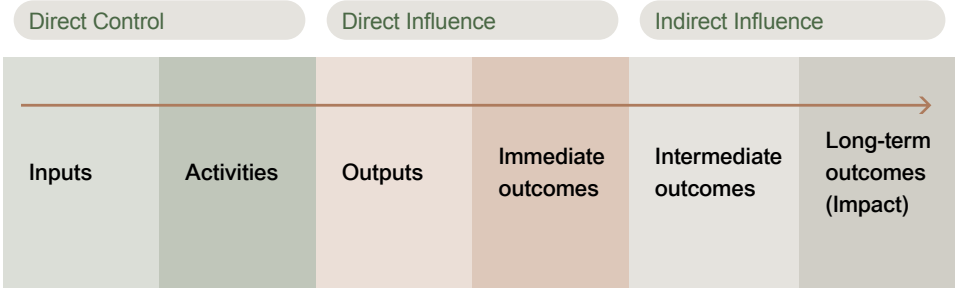 Direct Control
Direct Influence
Indirect Influence
Inputs
Activities
Outputs
Immediate
outcomes
Intermediate
outcomes
Long-term
outcomes
(Impact)